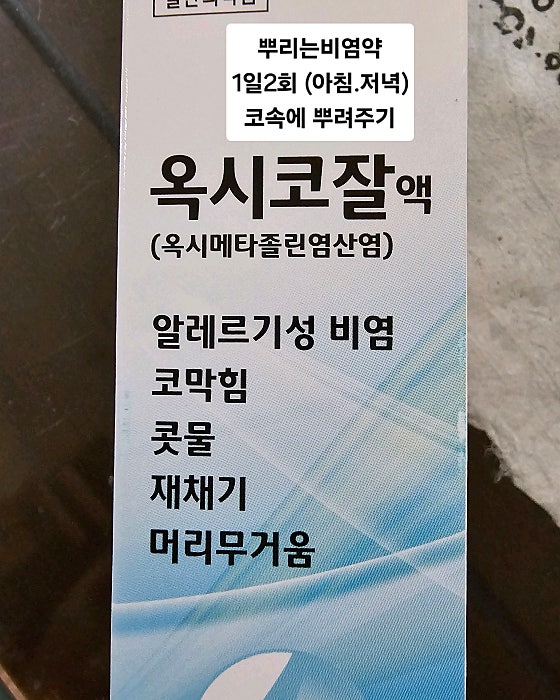 뿌리는비염약
1일2회 (아침.저녁)
코속에 뿌려주기
옥시코잘액
(옥시메타졸린염산염)
알레르기성 비염
코막힘
콧물
재채기
머리무거움